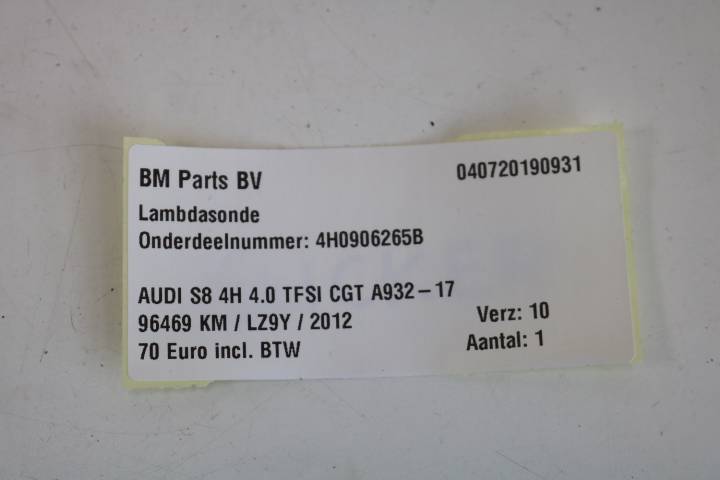 BM Parts BV 040720190931
Lambdasonde
Onderdeelnummer: 4H0906265B
AUDI S8 4H 4.0 TFSI CGT A932-17
96469 KM / LZ9Y / 2012 Verz: 10
70 Euro incl. BTW Aantal: 1